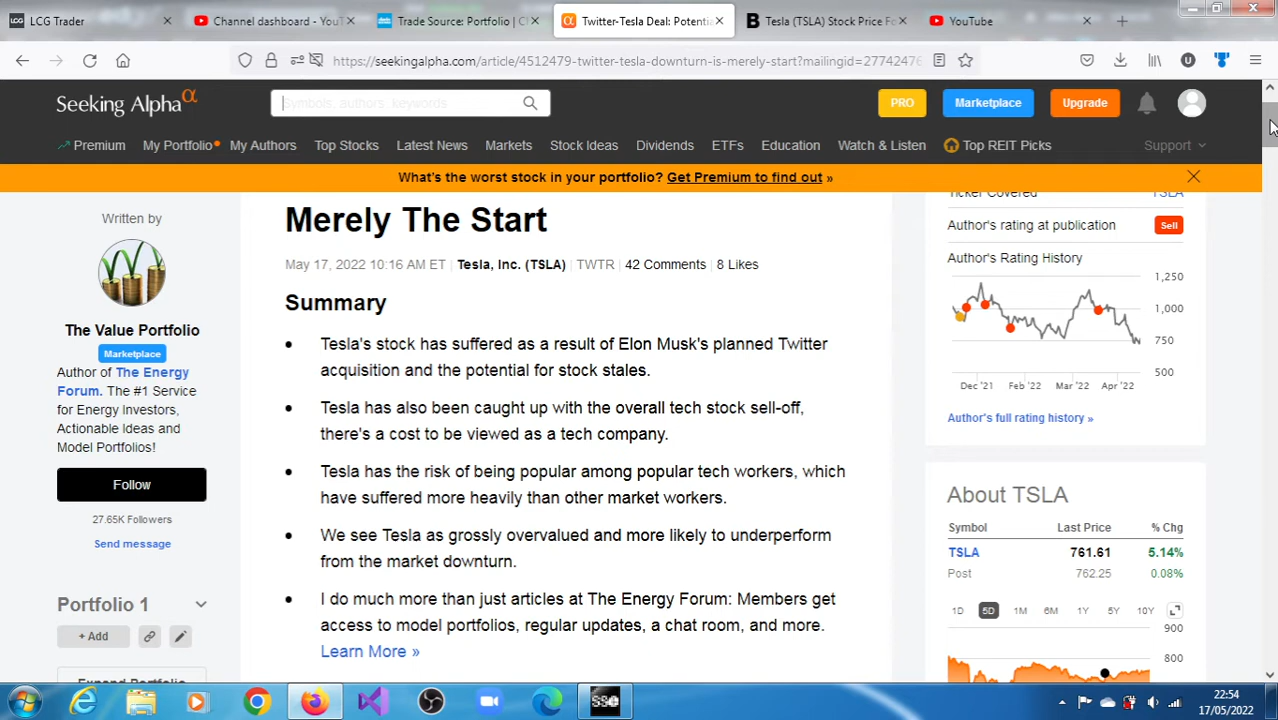 LCG Trader
Channel dashboard - YouT
Trade Source: Portfolio | C
Twitter-Tesla Deal: Potentia
Tesla (TSLA) Stock Price Fo
YouTube
https://seekingalpha.com/article/4512479-twitter-tesla-downturn-is-merely-start?mailingid=27742476
Seeking Alpha α
Symbols, authors, keywords
PRO
Marketplace
Upgrade
Premium
My Portfolio
My Authors
Top Stocks
Latest News
Markets
Stock Ideas
Dividends
ETFs
Education
Watch & Listen
Top REIT Picks
Support
What's the worst stock in your portfolio? Get Premium to find out »
Written by
The Value Portfolio
Marketplace
Author of The Energy
Forum. The #1 Service
for Energy Investors,
Actionable Ideas and
Model Portfolios!
Follow
27.65K Followers
Send message
Portfolio 1
+ Add
Expand Portfolio
Merely The Start
May 17, 2022 10:16 AM ET | Tesla, Inc. (TSLA) | TWTR | 42 Comments | 8 Likes
Summary
Tesla's stock has suffered as a result of Elon Musk's planned Twitter
acquisition and the potential for stock stales.
Tesla has also been caught up with the overall tech stock sell-off,
there's a cost to be viewed as a tech company.
Tesla has the risk of being popular among popular tech workers, which
have suffered more heavily than other market workers.
We see Tesla as grossly overvalued and more likely to underperform
from the market downturn.
I do much more than just articles at The Energy Forum: Members get
access to model portfolios, regular updates, a chat room, and more.
Learn More »
Ticker Covered TSLA
Author's rating at publication Sell
Author's Rating History
1,250
1,000
750
500
Dec '21 Feb '22 Mar '22 Apr '22
Author's full rating history »
About TSLA
Symbol Last Price % Chg
TSLA 761.61 5.14%
Post 762.25 0.08%
1D 5D 1M 6M 1Y 5Y 10Y
900
800
SSO
22:54
17/05/2022